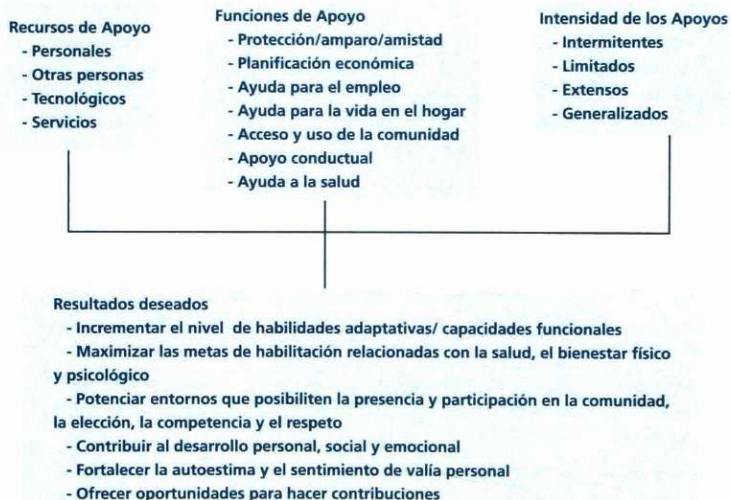 Recursos de Apoyo
- Personales
- Otras personas
- Tecnológicos
- Servicios
Funciones de Apoyo
- Protección/amparo/amistad
- Planificación económica
- Ayuda para el empleo
- Ayuda para la vida en el hogar
- Acceso y uso de la comunidad
- Apoyo conductual
- Ayuda a la salud
Intensidad de los Apoyos
- Intermitentes
- Limitados
- Extensos
- Generalizados
Resultados deseados
- Incrementar el nivel de habilidades adaptativas/ capacidades funcionales
- Maximizar las metas de habilitación relacionadas con la salud, el bienestar físico
y psicológico
- Potenciar entornos que posibiliten la presencia y participación en la comunidad,
la elección, la competencia y el respeto
- Contribuir al desarrollo personal, social y emocional
- Fortalecer la autoestima y el sentimiento de valía personal
- Ofrecer oportunidades para hacer contribuciones